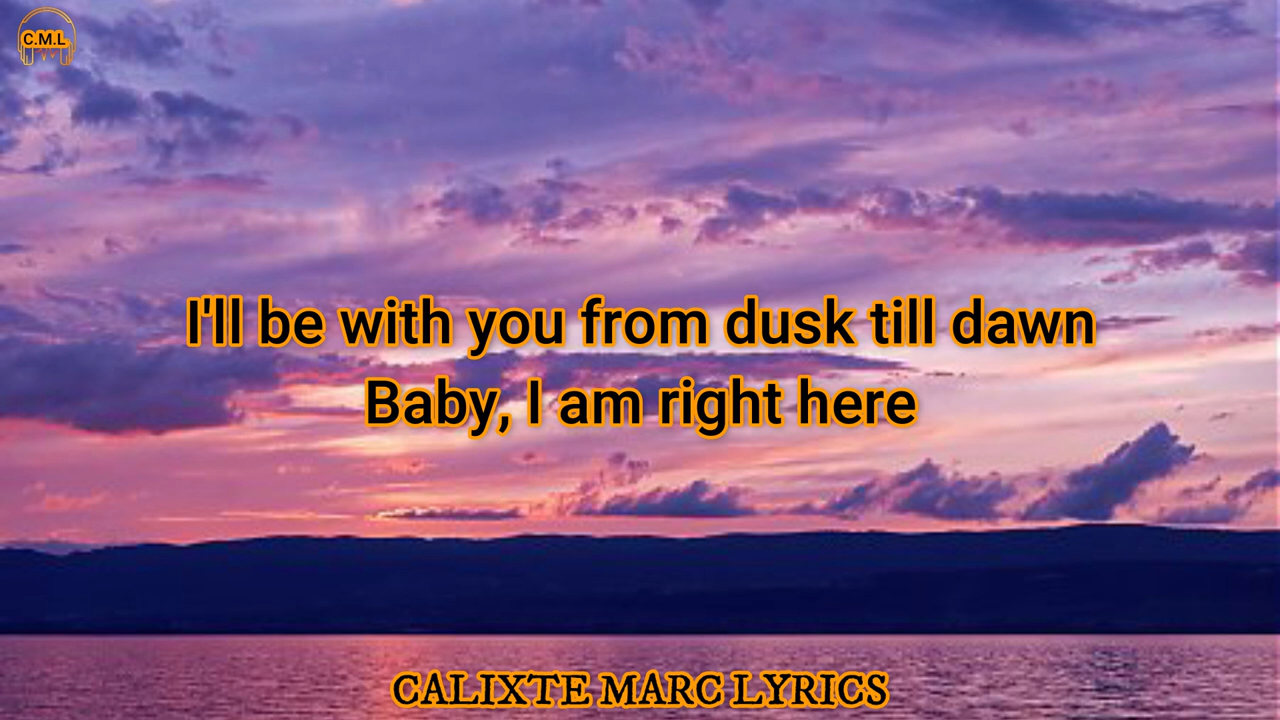 C.M.L
I'll be with you from dusk till dawn
Baby, I am right here
CALIXTE MARC LYRICS